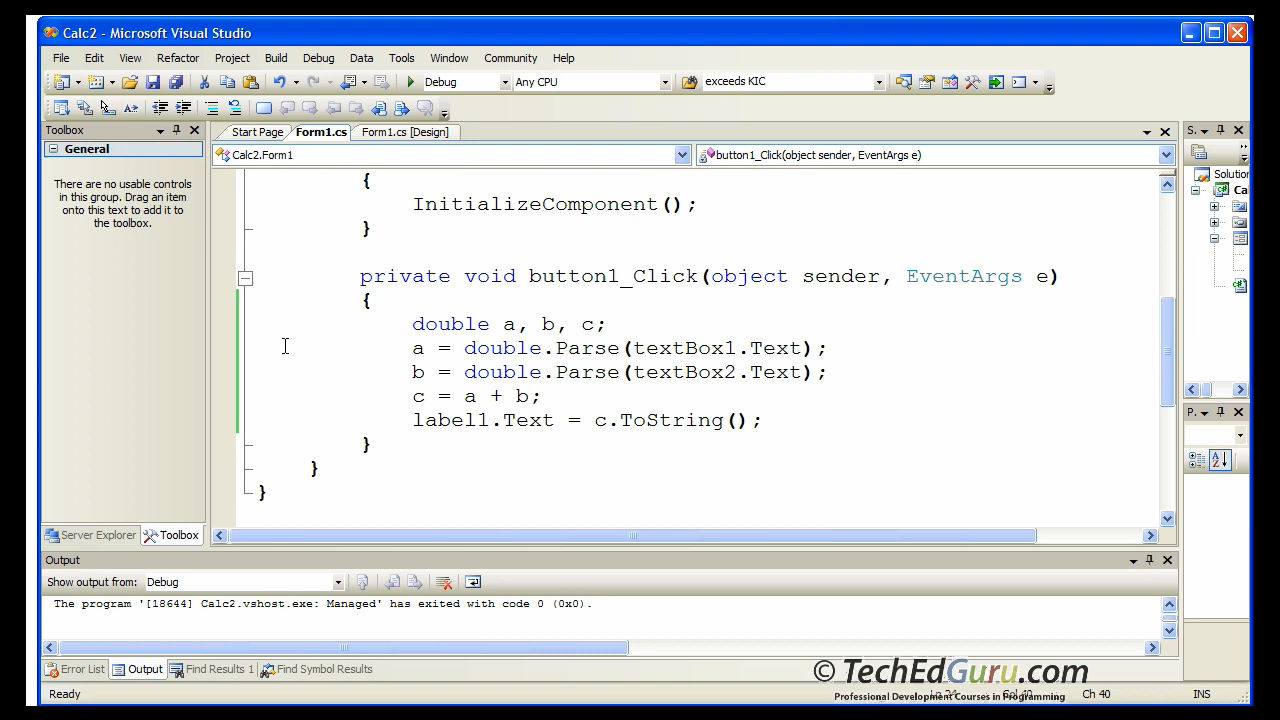 Calc2 - Microsoft Visual Studio
File Edit View Refactor Project Build Debug Data Tools Window Community Help
Debug Any CPU exceeds KIC
Toolbox
General
There are no usable controls
in this group. Drag an item
onto this text to add it to
the toolbox.
Server Explorer Toolbox
Start Page Form1.cs Form1.cs [Design]
Calc2.Form1 button1_Click(object sender, EventArgs e)
{
InitializeComponent();
}
private void button1_Click(object sender, EventArgs e)
{
double a, b, c;
a = double.Parse(textBox1.Text);
b = double.Parse(textBox2.Text);
c = a + b;
label1.Text = c.ToString();
}
}
}
S..
Solution
Ca
P..
Output
Show output from: Debug
The program '[18644] Calc2.vshost.exe: Managed' has exited with code 0 (0x0).
Error List Output Find Results 1 Find Symbol Results
© TechEdGuru.com
Professional Development Courses in Programming
Ready Ln 24 Col 40 Ch 40 INS